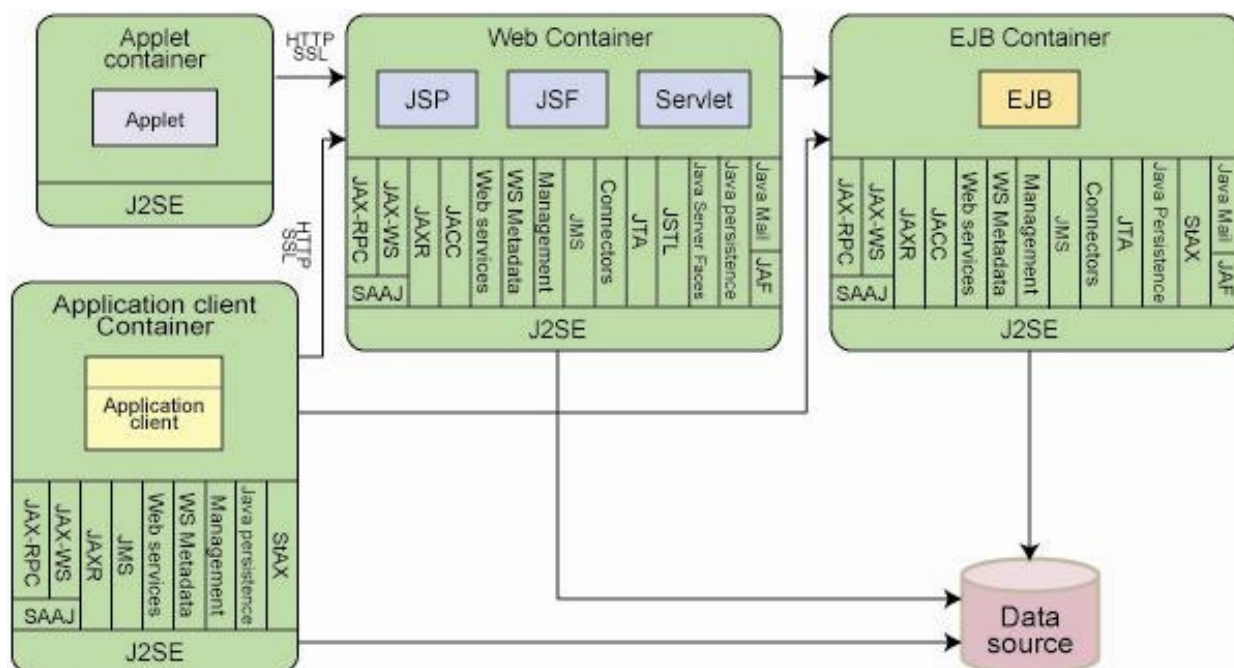 Applet
container
Applet
J2SE
HTTP
SSL
Web Container
JSP
JSF
Servlet
JAX-RPC
JAX-WS
SAAJ
JAXR
JACC
Web services
WS Metadata
Management
JMS
Connectors
JTA
JSTL
Java Server Faces
Java persistence
Java Mail
JAF
J2SE
EJB Container
EJB
JAX-RPC
JAX-WS
SAAJ
JAXR
JACC
Web services
WS Metadata
Management
JMS
Connectors
JTA
Java Persistence
StAX
Java Mail
JAF
J2SE
HTTP
SSL
Application client
Container
Application
client
JAX-RPC
JAX-WS
SAAJ
JAXR
JMS
Web services
WS Metadata
Management
Java persistence
StAX
J2SE
Data
source